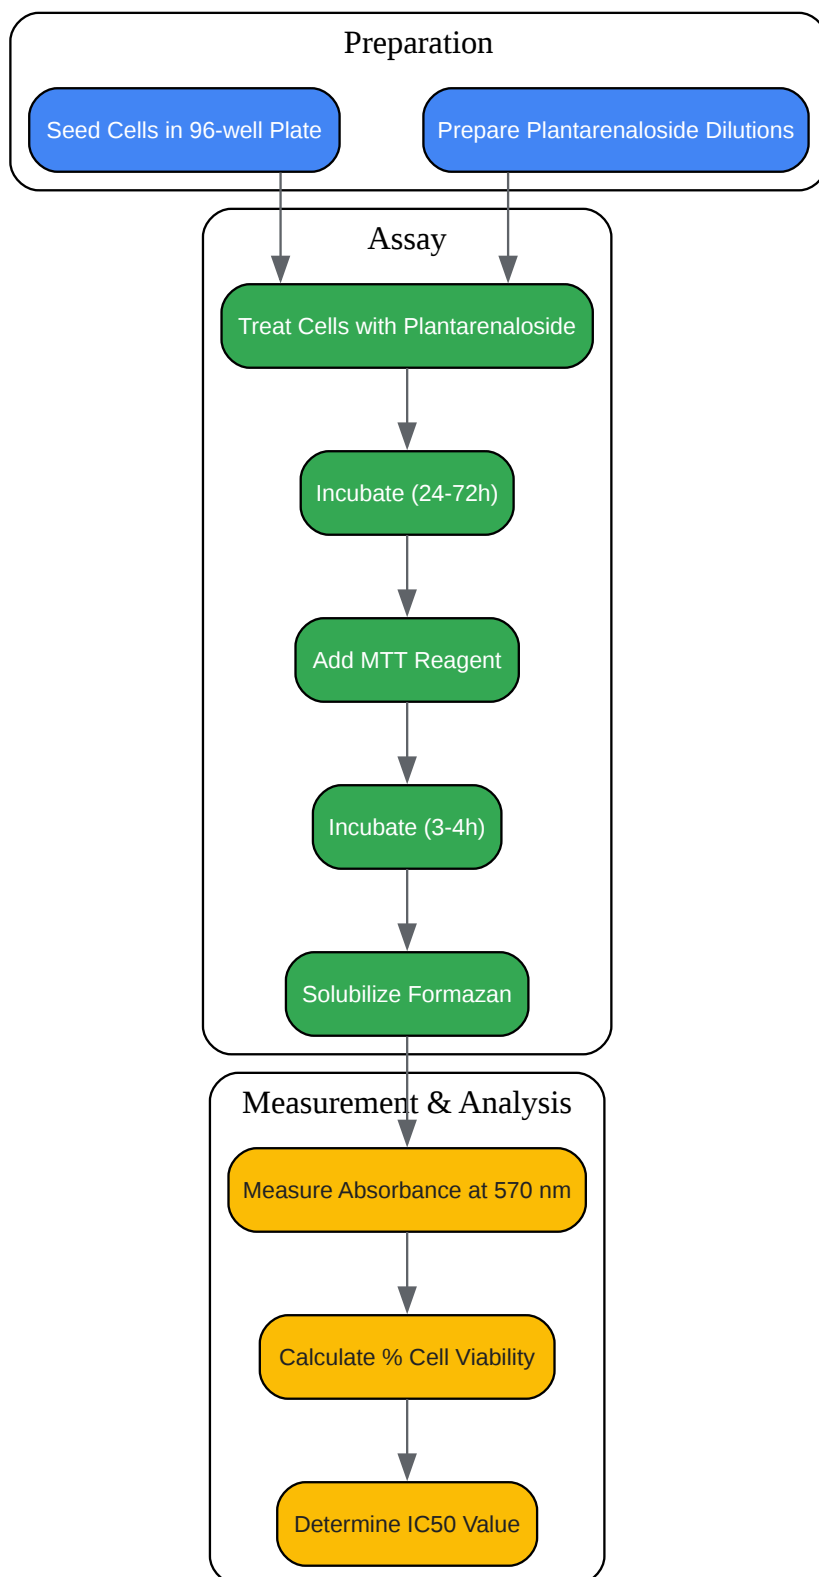 Preparation
Seed Cells in 96-well Plate
Prepare Plantarenaloside Dilutions
Assay
Treat Cells with Plantarenaloside
Incubate (24-72h)
Add MTT Reagent
Incubate (3-4h)
Solubilize Formazan
Measurement & Analysis
Measure Absorbance at 570 nm
Calculate % Cell Viability
Determine IC50 Value